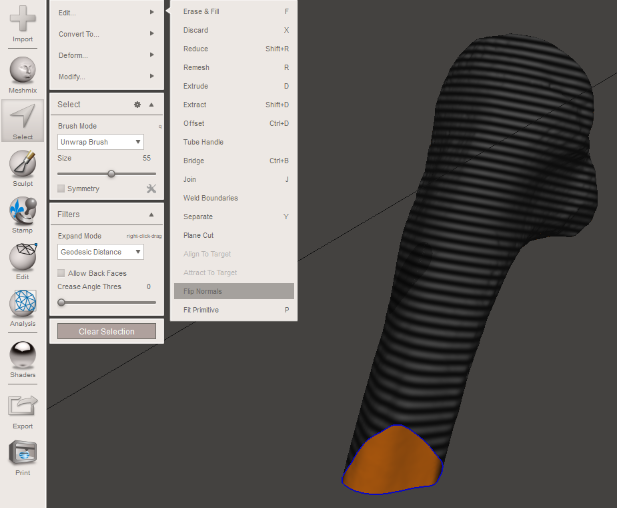 Import
Meshmix
Select
Sculpt
Stamp
Edit
Analysis
Shaders
Export
Print
Edit...
Convert To...
Deform...
Modify...
Select
Brush Mode
Unwrap Brush
Size 55
Symmetry
Filters
Expand Mode right-click-drag
Geodesic Distance
Allow Back Faces
Crease Angle Thres 0
Clear Selection
Erase & Fill F
Discard X
Reduce Shift+R
Remesh R
Extrude D
Extract Shift+D
Offset Ctrl+D
Tube Handle
Bridge Ctrl+B
Join J
Weld Boundaries
Separate Y
Plane Cut
Align To Target
Attract To Target
Flip Normals
Fit Primitive P